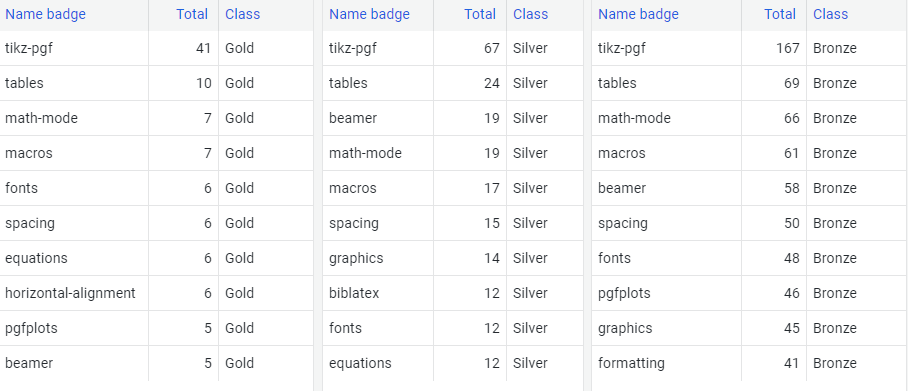 Name badge Total Class Name badge Total Class Name badge Total Class
tikz-pgf 41 Gold tikz-pgf 67 Silver tikz-pgf 167 Bronze
tables 10 Gold tables 24 Silver tables 69 Bronze
math-mode 7 Gold beamer 19 Silver math-mode 66 Bronze
macros 7 Gold math-mode 19 Silver macros 61 Bronze
fonts 6 Gold macros 17 Silver beamer 58 Bronze
spacing 6 Gold spacing 15 Silver spacing 50 Bronze
equations 6 Gold graphics 14 Silver fonts 48 Bronze
horizontal-alignment 6 Gold biblatex 12 Silver pgfplots 46 Bronze
pgfplots 5 Gold fonts 12 Silver graphics 45 Bronze
beamer 5 Gold equations 12 Silver formatting 41 Bronze